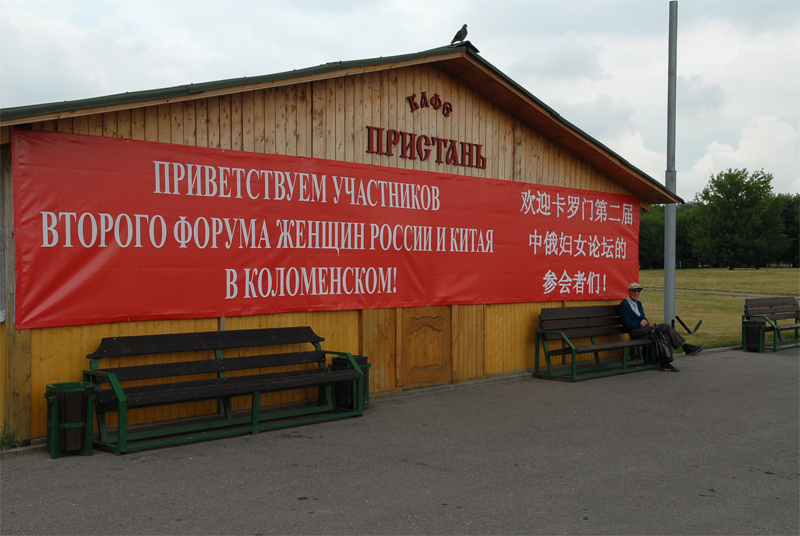 КАФЕ
ПРИСТАНЬ
ПРИВЕТСТВУЕМ УЧАСТНИКОВ
ВТОРОГО ФОРУМА ЖЕНЩИН РОССИИ И КИТАЯ
В КОЛОМЕНСКОМ!
欢迎卡罗门第二届
中俄妇女论坛的
参会者们!